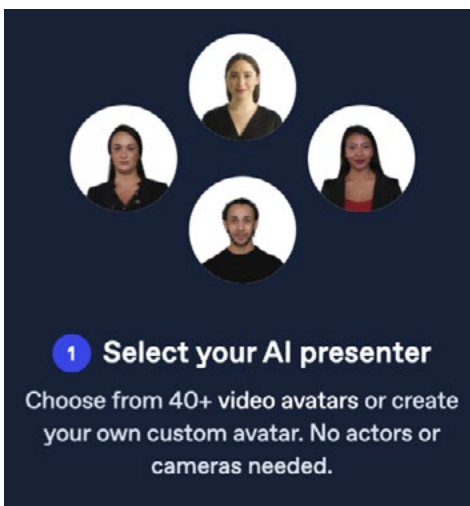 1 Select your AI presenter
Choose from 40+ video avatars or create
your own custom avatar. No actors or
cameras needed.